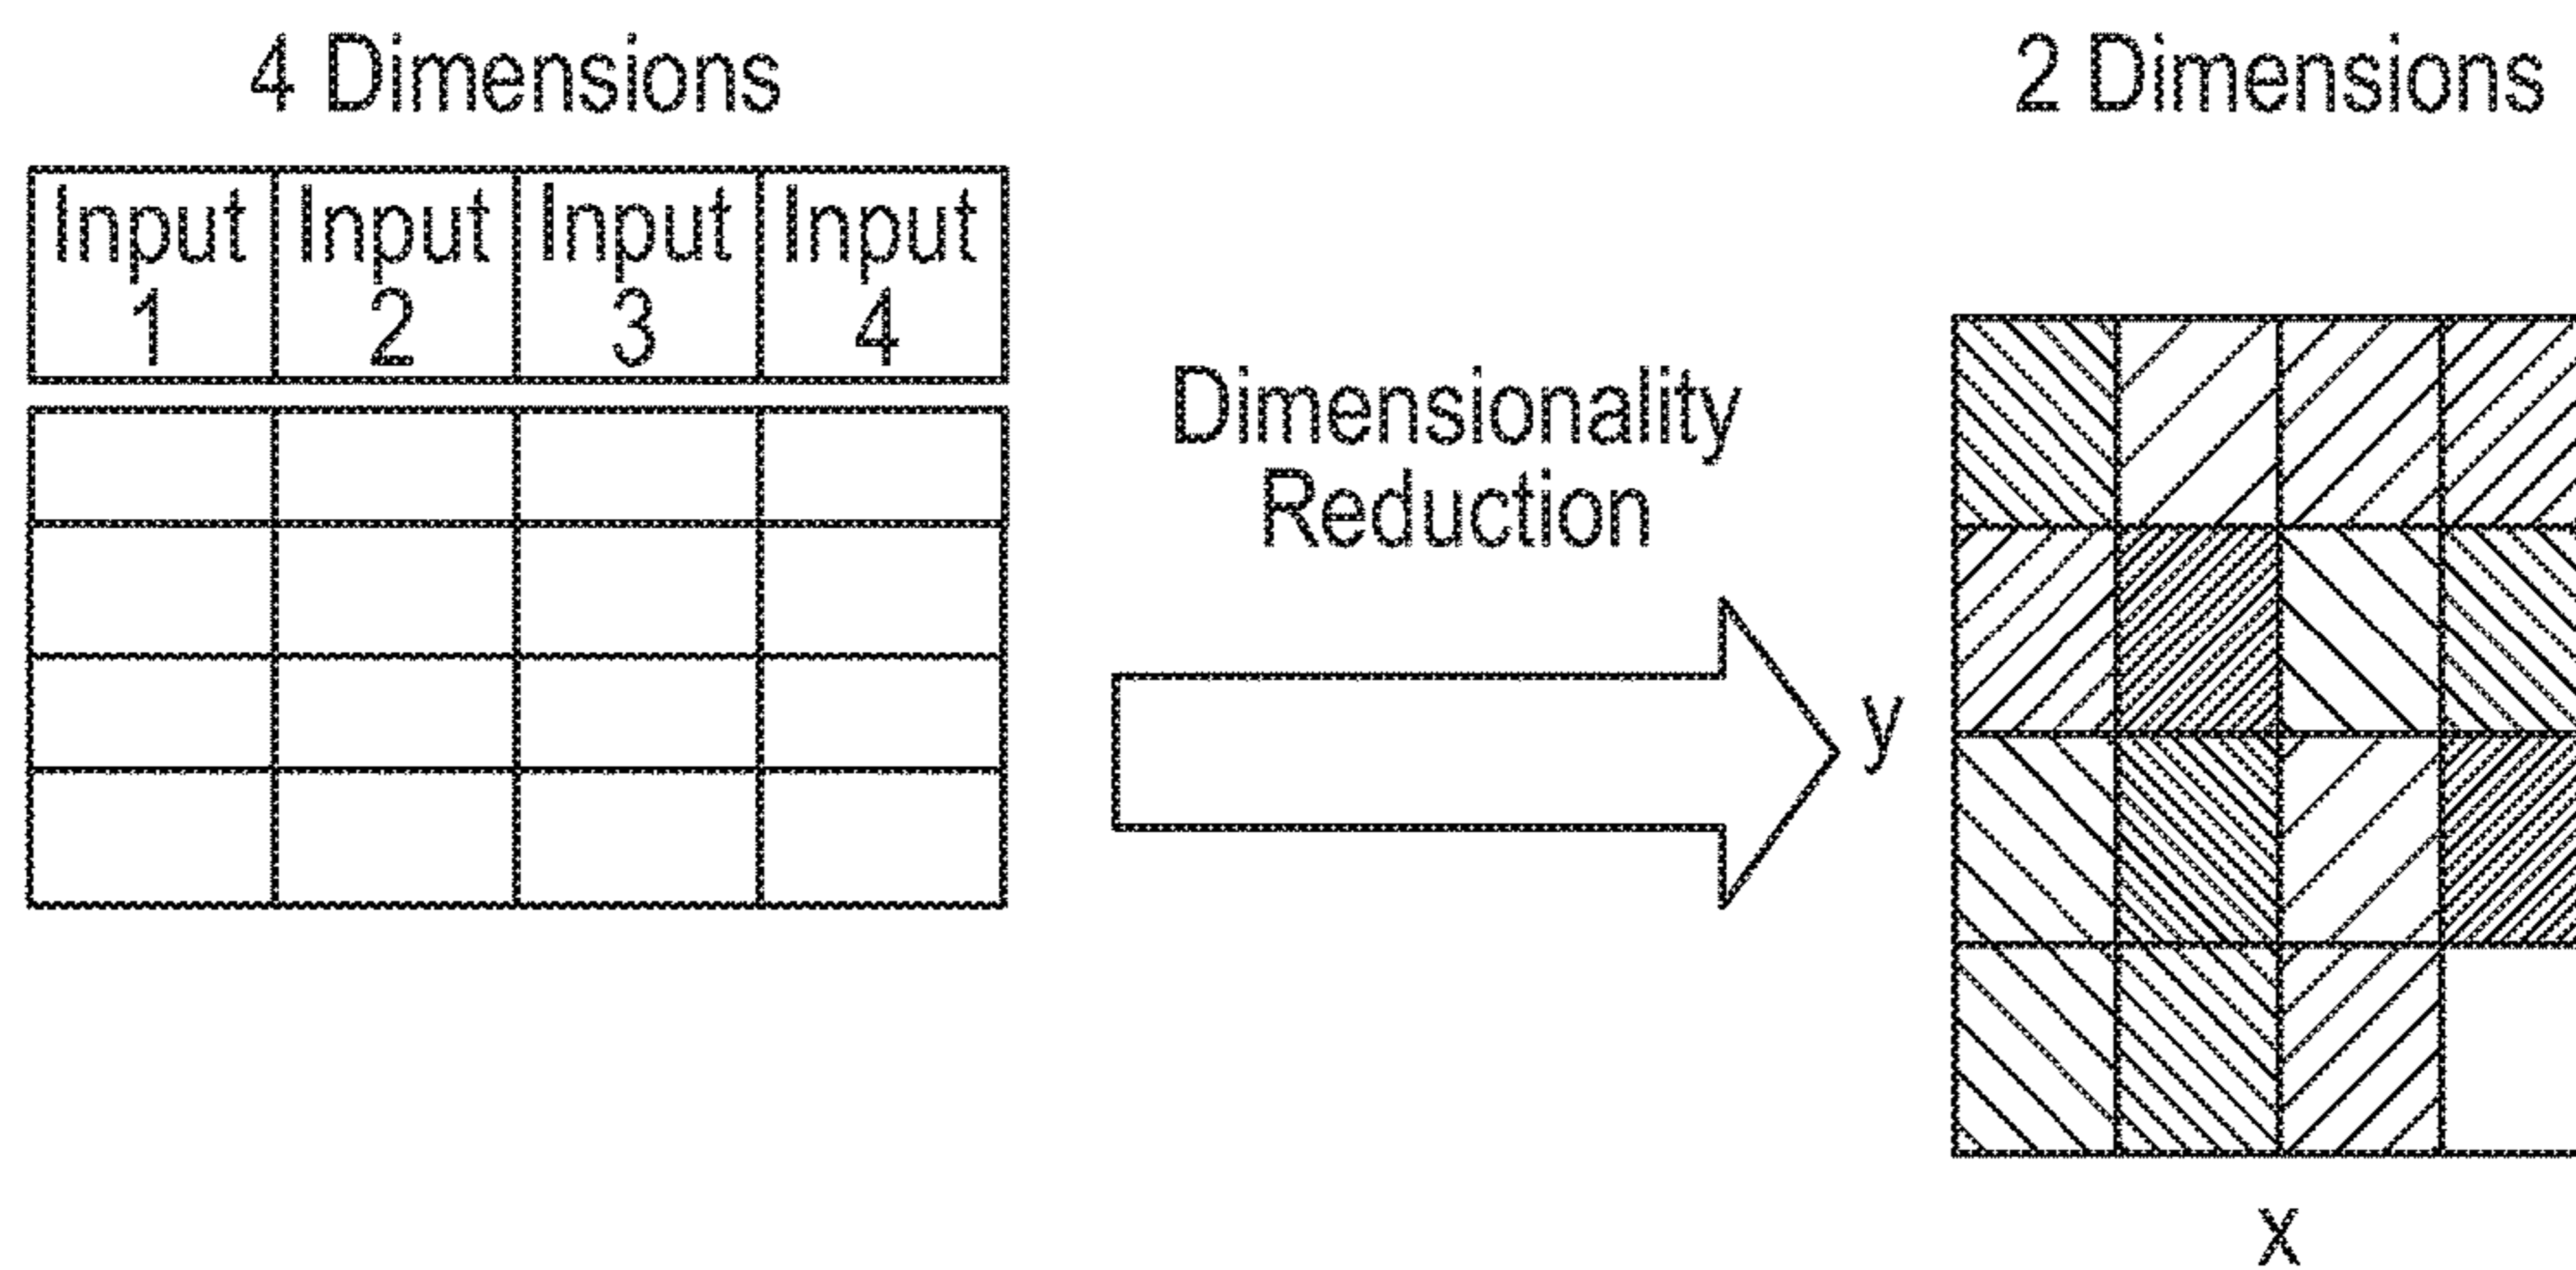 4 Dimensions
Input Input Input Input
1 2 3 4
Dimensionality
Reduction
2 Dimensions
y
x